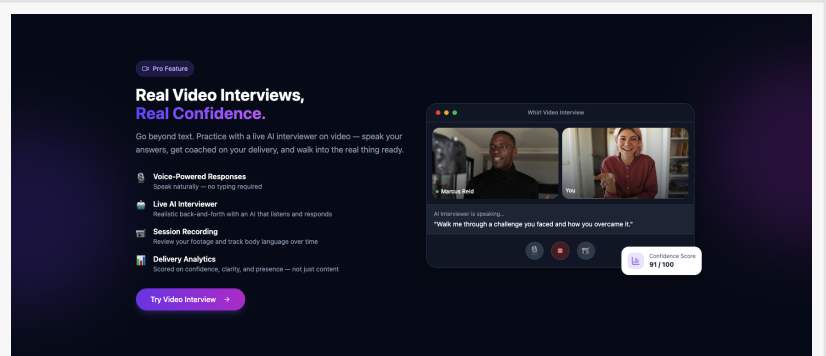 Pro Feature
Real Video Interviews,
Real Confidence.
Go beyond text. Practice with a live AI interviewer on video — speak your
answers, get coached on your delivery, and walk into the real thing ready.
Voice-Powered Responses
Speak naturally — no typing required
Live AI Interviewer
Realistic back-and-forth with an AI that listens and responds
Session Recording
Review your footage and track body language over time
Delivery Analytics
Scored on confidence, clarity, and presence — not just content
Try Video Interview →
Whirl Video Interview
Marcus Reid
You
AI Interviewer is speaking...
"Walk me through a challenge you faced and how you overcame it."
Confidence Score
91 / 100